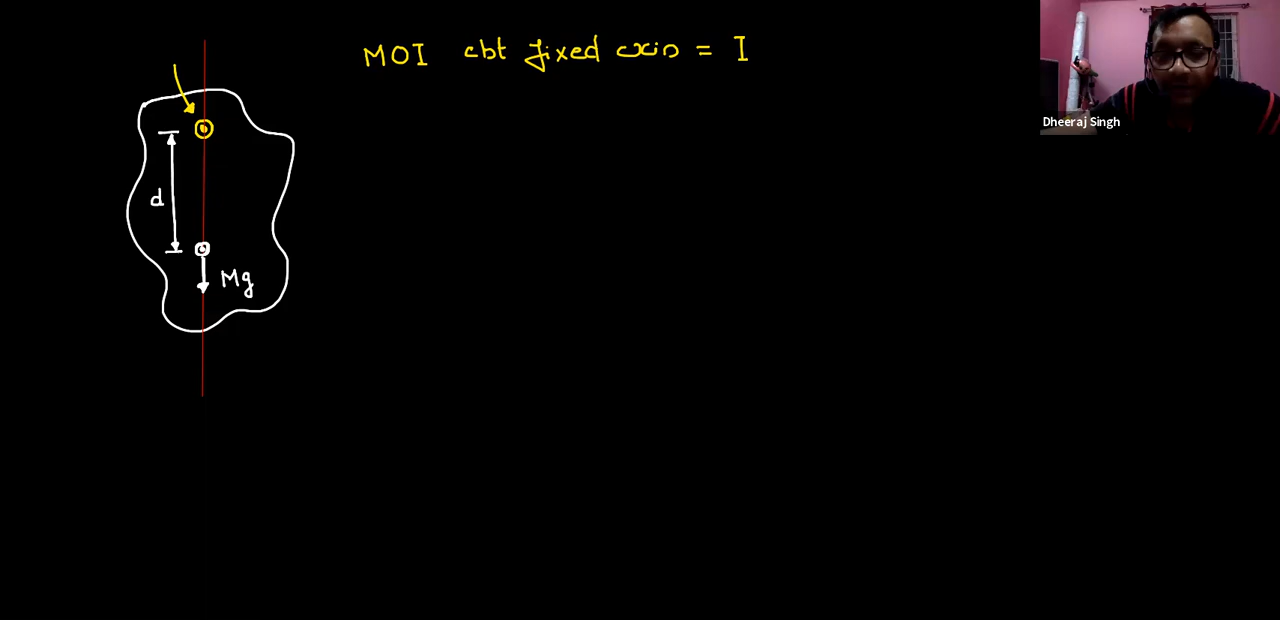 MOI abt fixed axis = I
d
Mg
Dheeraj Singh